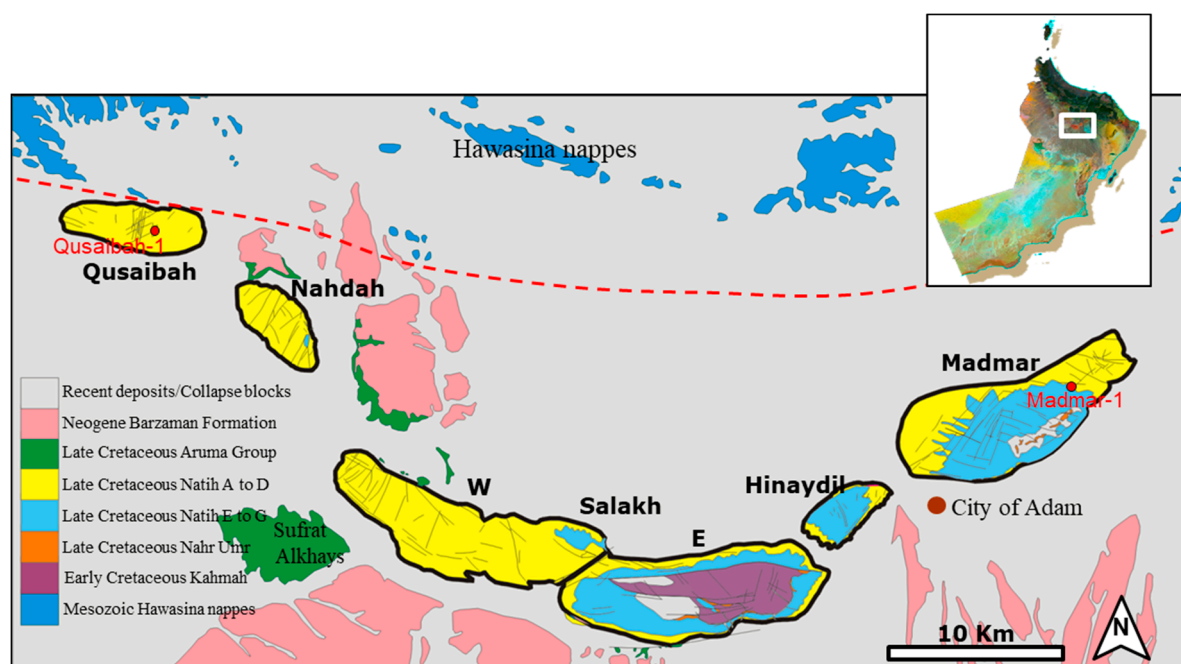 Hawasina nappes
Qusaibah-1
Qusaibah
Nahdah
Madmar
Madmar-1
Recent deposits/Collapse blocks
Neogene Barzaman Formation
Late Cretaceous Aruma Group
Late Cretaceous Natih A to D
Late Cretaceous Natih E to G
Late Cretaceous Nahr Umr
Early Cretaceous Kahmah
Mesozoic Hawasina nappes
W
Salakh
Hinaydil
City of Adam
Sufrat
Alkhays
E
10 Km
N